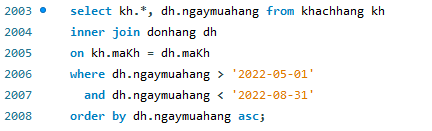 2003 select kh.*, dh.ngaymuahang from khachhang kh
2004 inner join donhang dh
2005 on kh.maKh = dh.maKh
2006 where dh.ngaymuahang > '2022-05-01'
2007 and dh.ngaymuahang < '2022-08-31'
2008 order by dh.ngaymuahang asc;